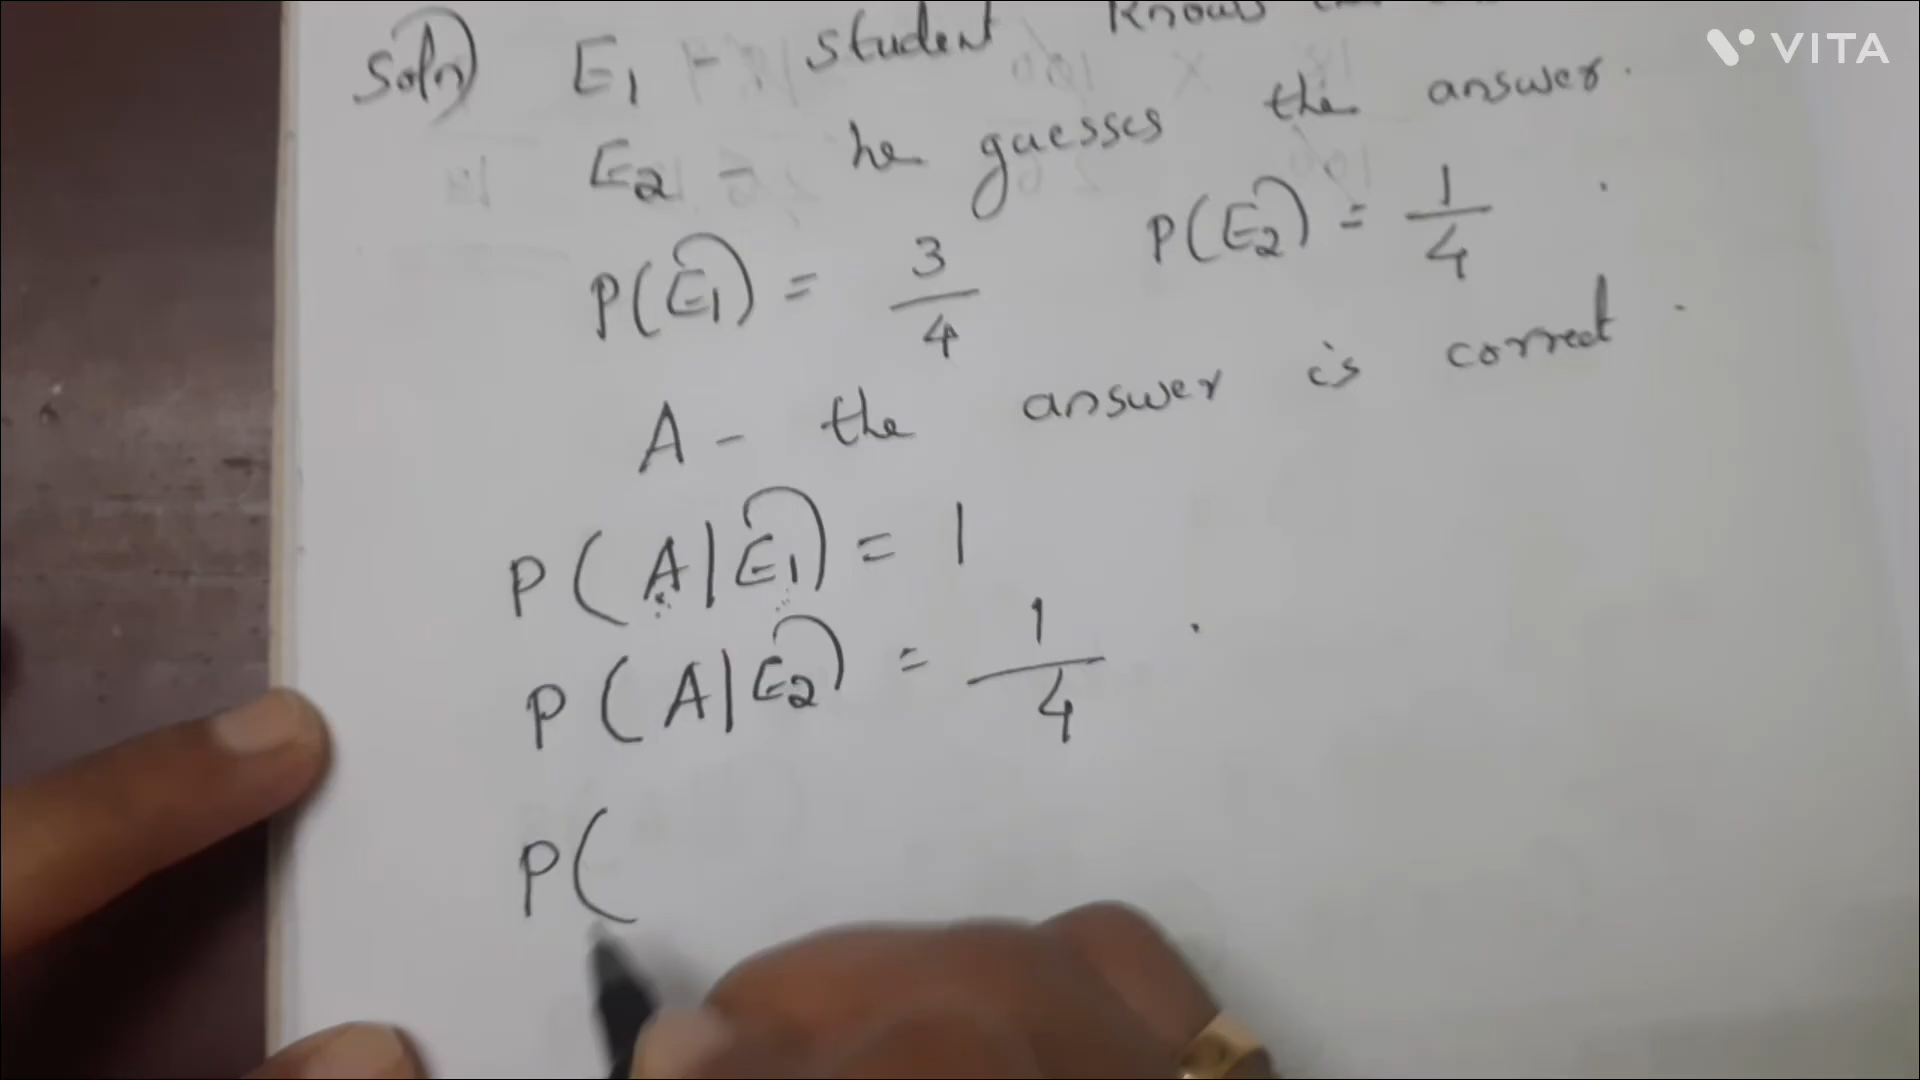 Soln) E1 - student knows
VITA
E2 - he guesses the answer.
P(E1) = 3/4 P(E2) = 1/4
A - the answer is correct.
P(A|E1) = 1
P(A|E2) = 1/4
P(